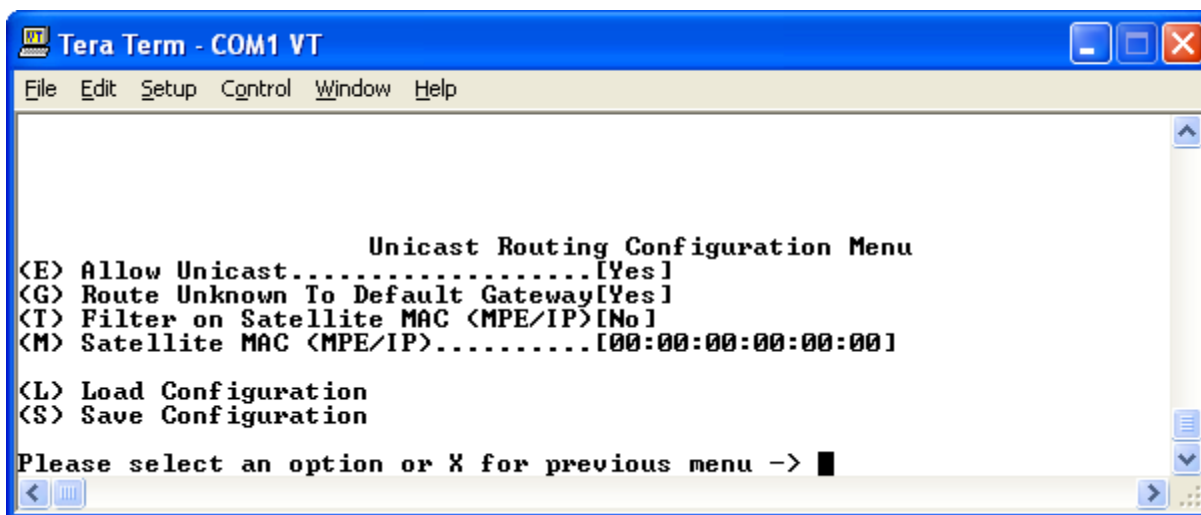 Tera Term - COM1 VT
File Edit Setup Control Window Help
Unicast Routing Configuration Menu
(E) Allow Unicast...................[Yes]
(G) Route Unknown To Default Gateway[Yes]
(T) Filter on Satellite MAC (MPE/IP)[No]
(M) Satellite MAC (MPE/IP)..........[00:00:00:00:00:00]
(L) Load Configuration
(S) Save Configuration
Please select an option or X for previous menu ->